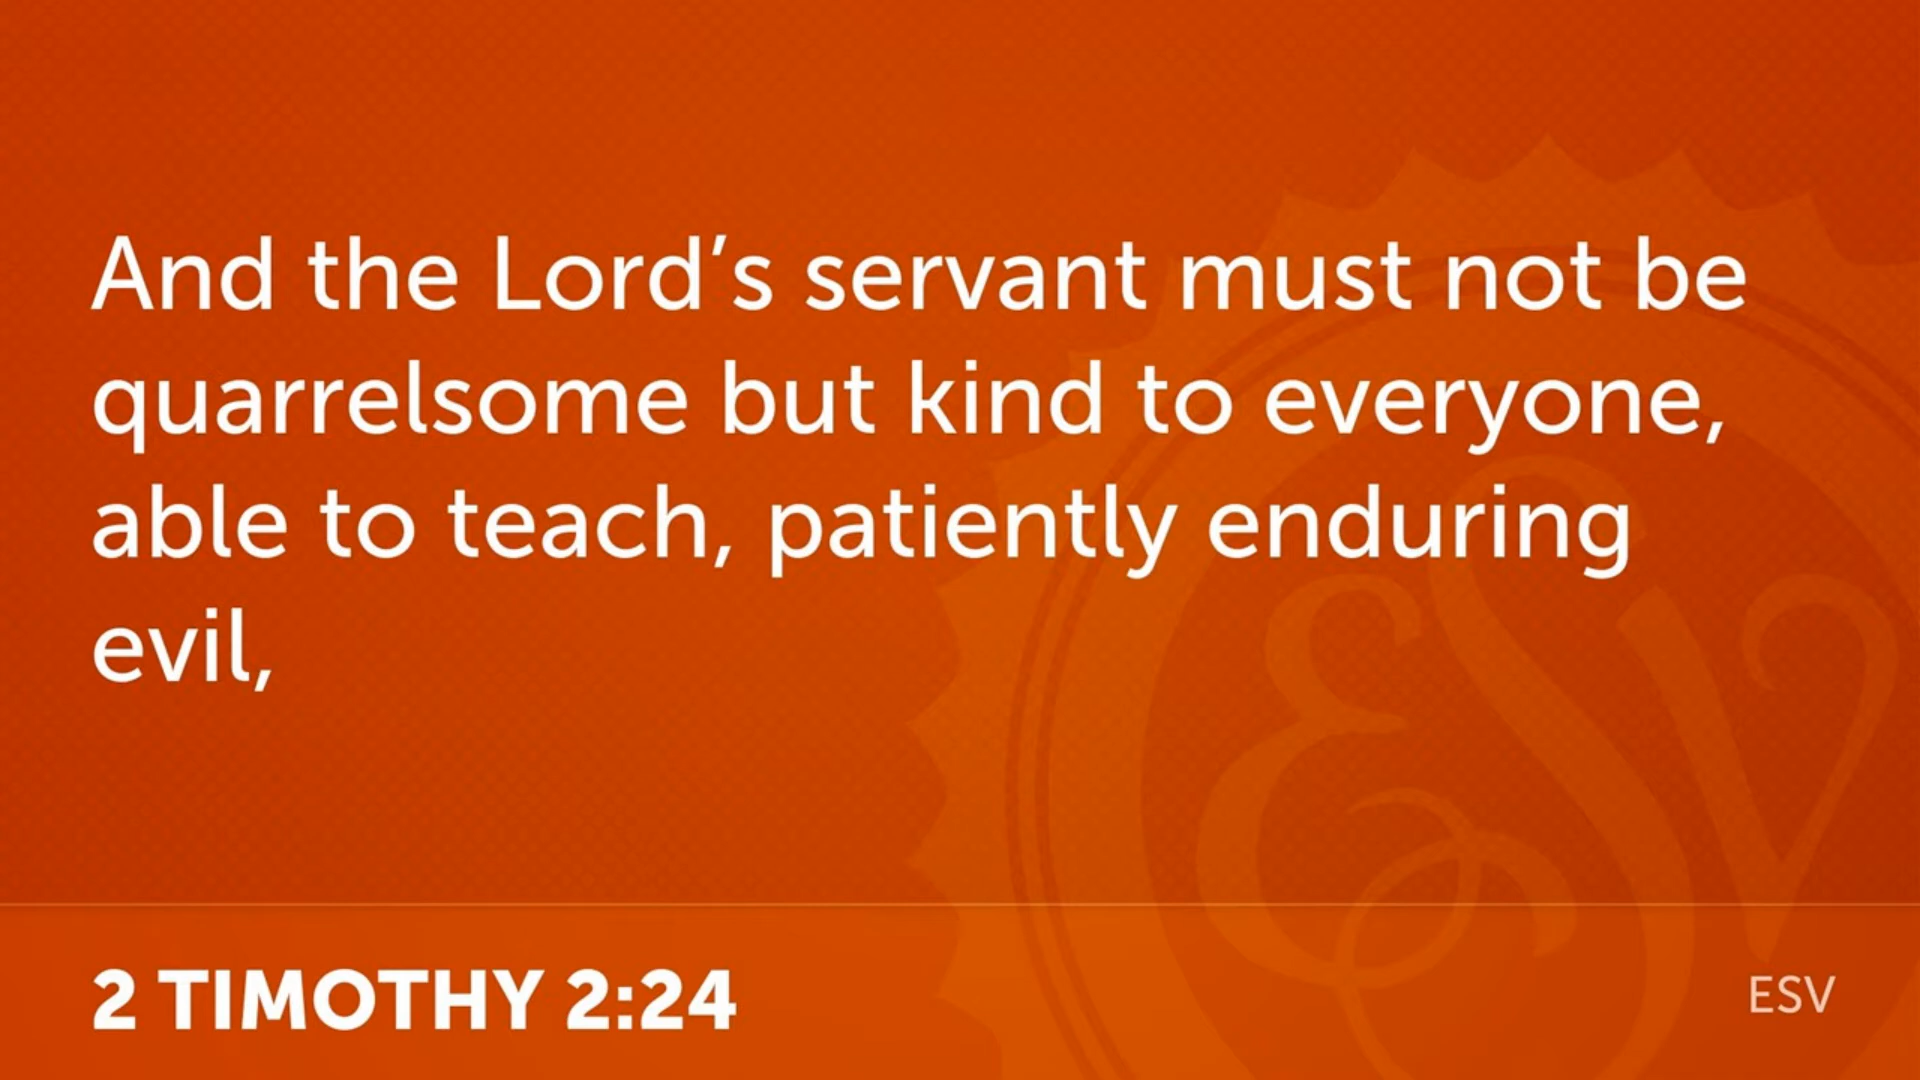 And the Lord’s servant must not be
quarrelsome but kind to everyone,
able to teach, patiently enduring
evil,
2 TIMOTHY 2:24
ESV
ESV